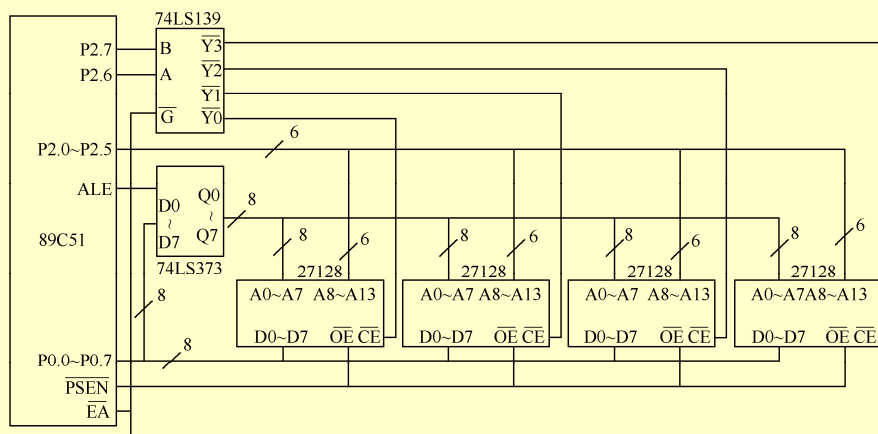 74LS139
P2.7
B
Y3
P2.6
A
Y2
Y1
G
Y0
P2.0~P2.5
6
ALE
D0
~
D7
Q0
~
Q7
8
74LS373
89C51
8
6
8
6
8
6
8
6
27128
27128
27128
27128
A0~A7 A8~A13
A0~A7 A8~A13
A0~A7 A8~A13
A0~A7A8~A13
8
D0~D7 OE CE
D0~D7 OE CE
D0~D7 OE CE
D0~D7 OE CE
P0.0~P0.7
8
PSEN
EA